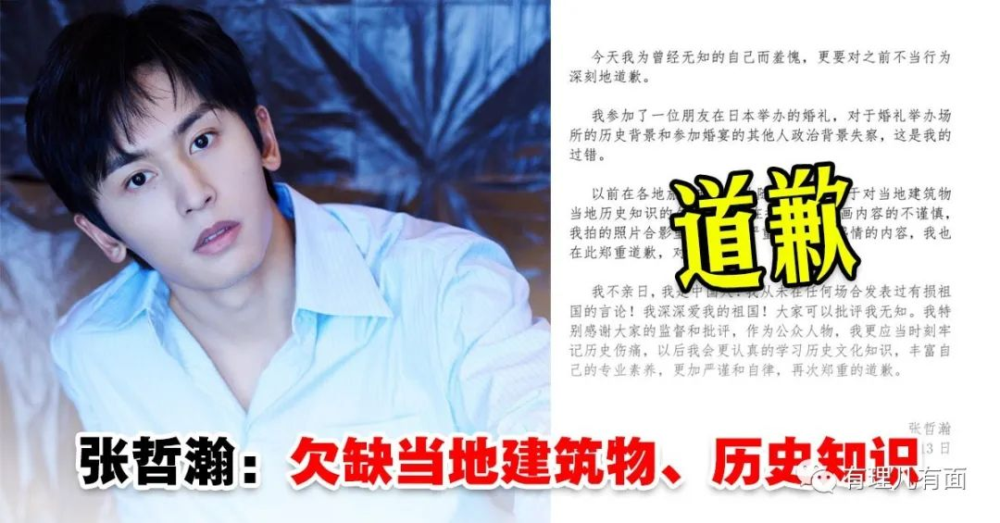 今天我为曾经无知的自己而羞愧，更要对之前不当行为
深刻地道歉。
我参加了一位朋友在日本举办的婚礼，对于婚礼举办场
所的历史背景和参加婚宴的其他人政治背景失察，这是我的
过错。
以前在各地旅 于对当地建筑物
当地历史知识的 画内容的不谨慎，
我拍的照片合影 感情的内容，我也
在此郑重道歉，对
道歉
我不亲日，我是中国人！我从未在任何场合发表过有损祖
国的言论！我深深爱我的祖国！大家可以批评我无知。我特
别感谢大家的监督和批评，作为公众人物，我更应当时刻牢
记历史伤痛，以后我会更认真的学习历史文化知识，丰富自
己的专业素养，更加严谨和自律，再次郑重的道歉。
张哲瀚
13 日
张哲瀚：欠缺当地建筑物、历史知识
有理儿有面